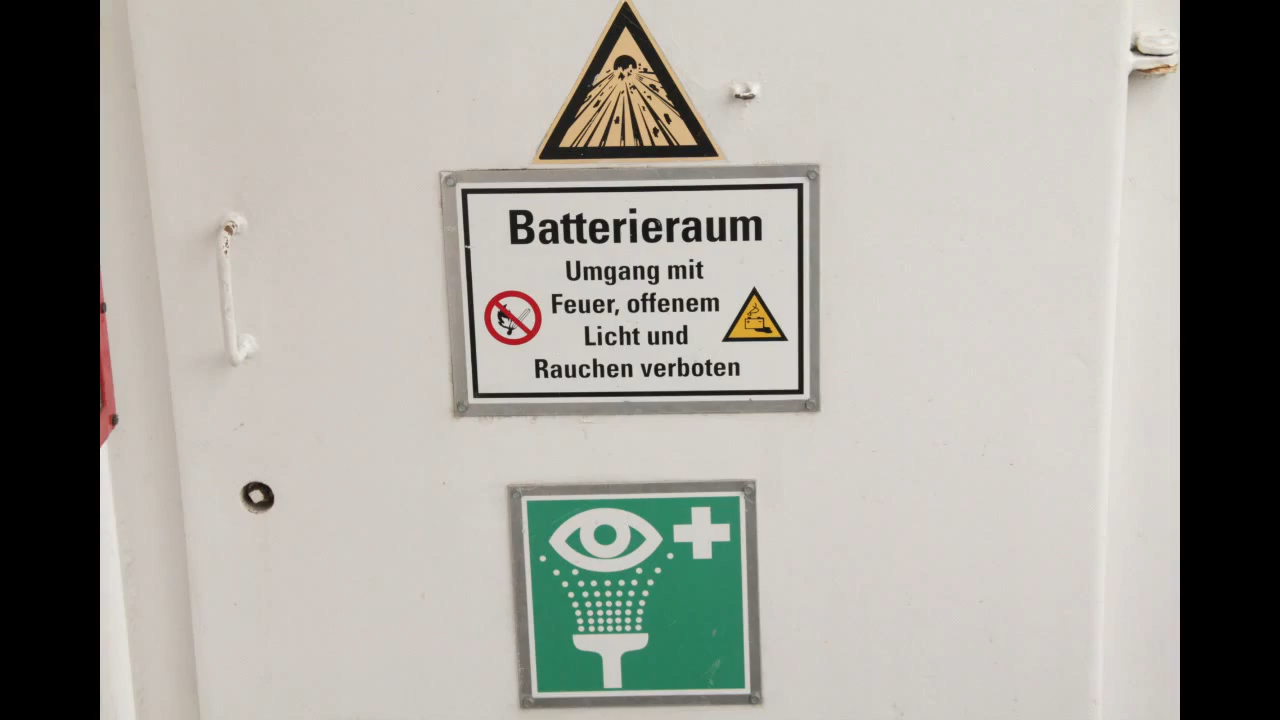 Batterieraum
Umgang mit
Feuer, offenem
Licht und
Rauchen verboten